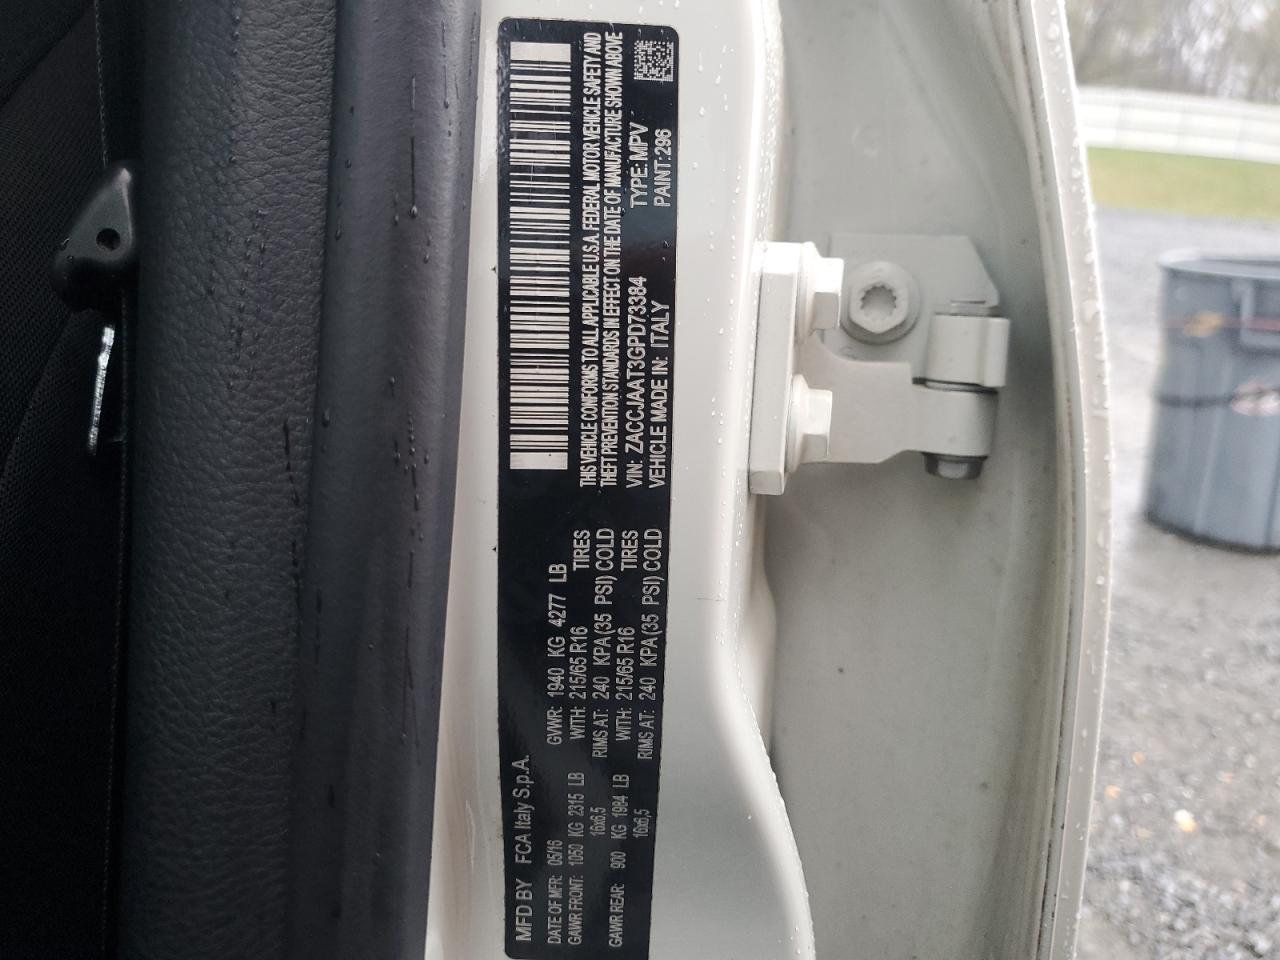 MFD BY FCA Italy S.p.A.
DATE OF MFR: 05/16 GVWR: 1940 KG 4277 LB
GAWR FRONT: 1050 KG 2315 LB WITH: 215/65 R16 TIRES
16x6,5 RIMS AT: 240 KPA (35 PSI) COLD
GAWR REAR: 900 KG 1984 LB WITH: 215/65 R16 TIRES
16x6,5 RIMS AT: 240 KPA (35 PSI) COLD
THIS VEHICLE CONFORMS TO ALL APPLICABLE U.S.A. FEDERAL MOTOR VEHICLE SAFETY AND
THEFT PREVENTION STANDARDS IN EFFECT ON THE DATE OF MANUFACTURE SHOWN ABOVE
VIN: ZACCJAAT3GPD73384 TYPE: MPV
VEHICLE MADE IN: ITALY PAINT: 296